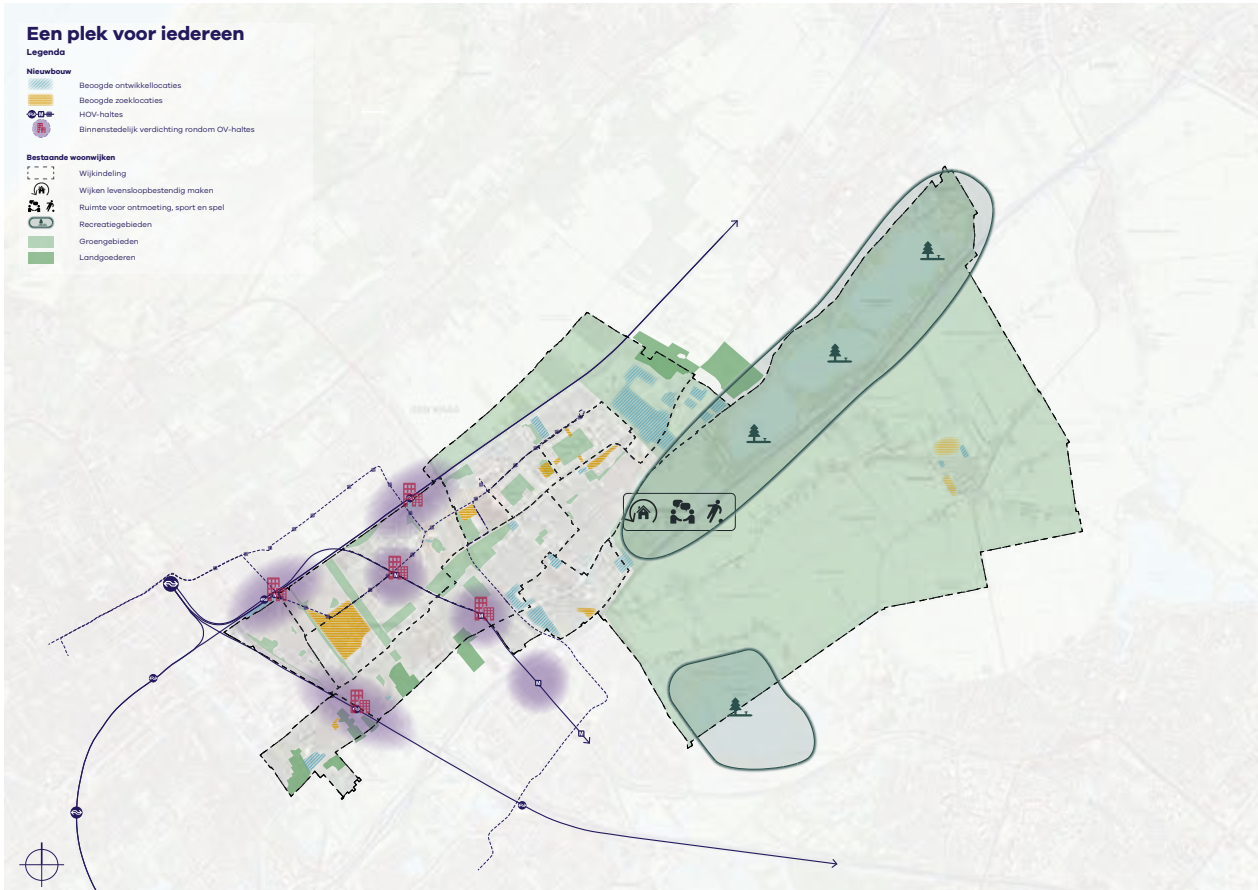 Een plek voor iedereen
Legenda
Nieuwbouw
Beoogde ontwikkellocaties
Beoogde zoeklocaties
HOV-haltes
Binnenstedelijk verdichting rondom OV-haltes
Bestaande woonwijken
Wijkindeling
Wijken levensloopbestendig maken
Ruimte voor ontmoeting, sport en spel
Recreatiegebieden
Groengebieden
Landgoederen